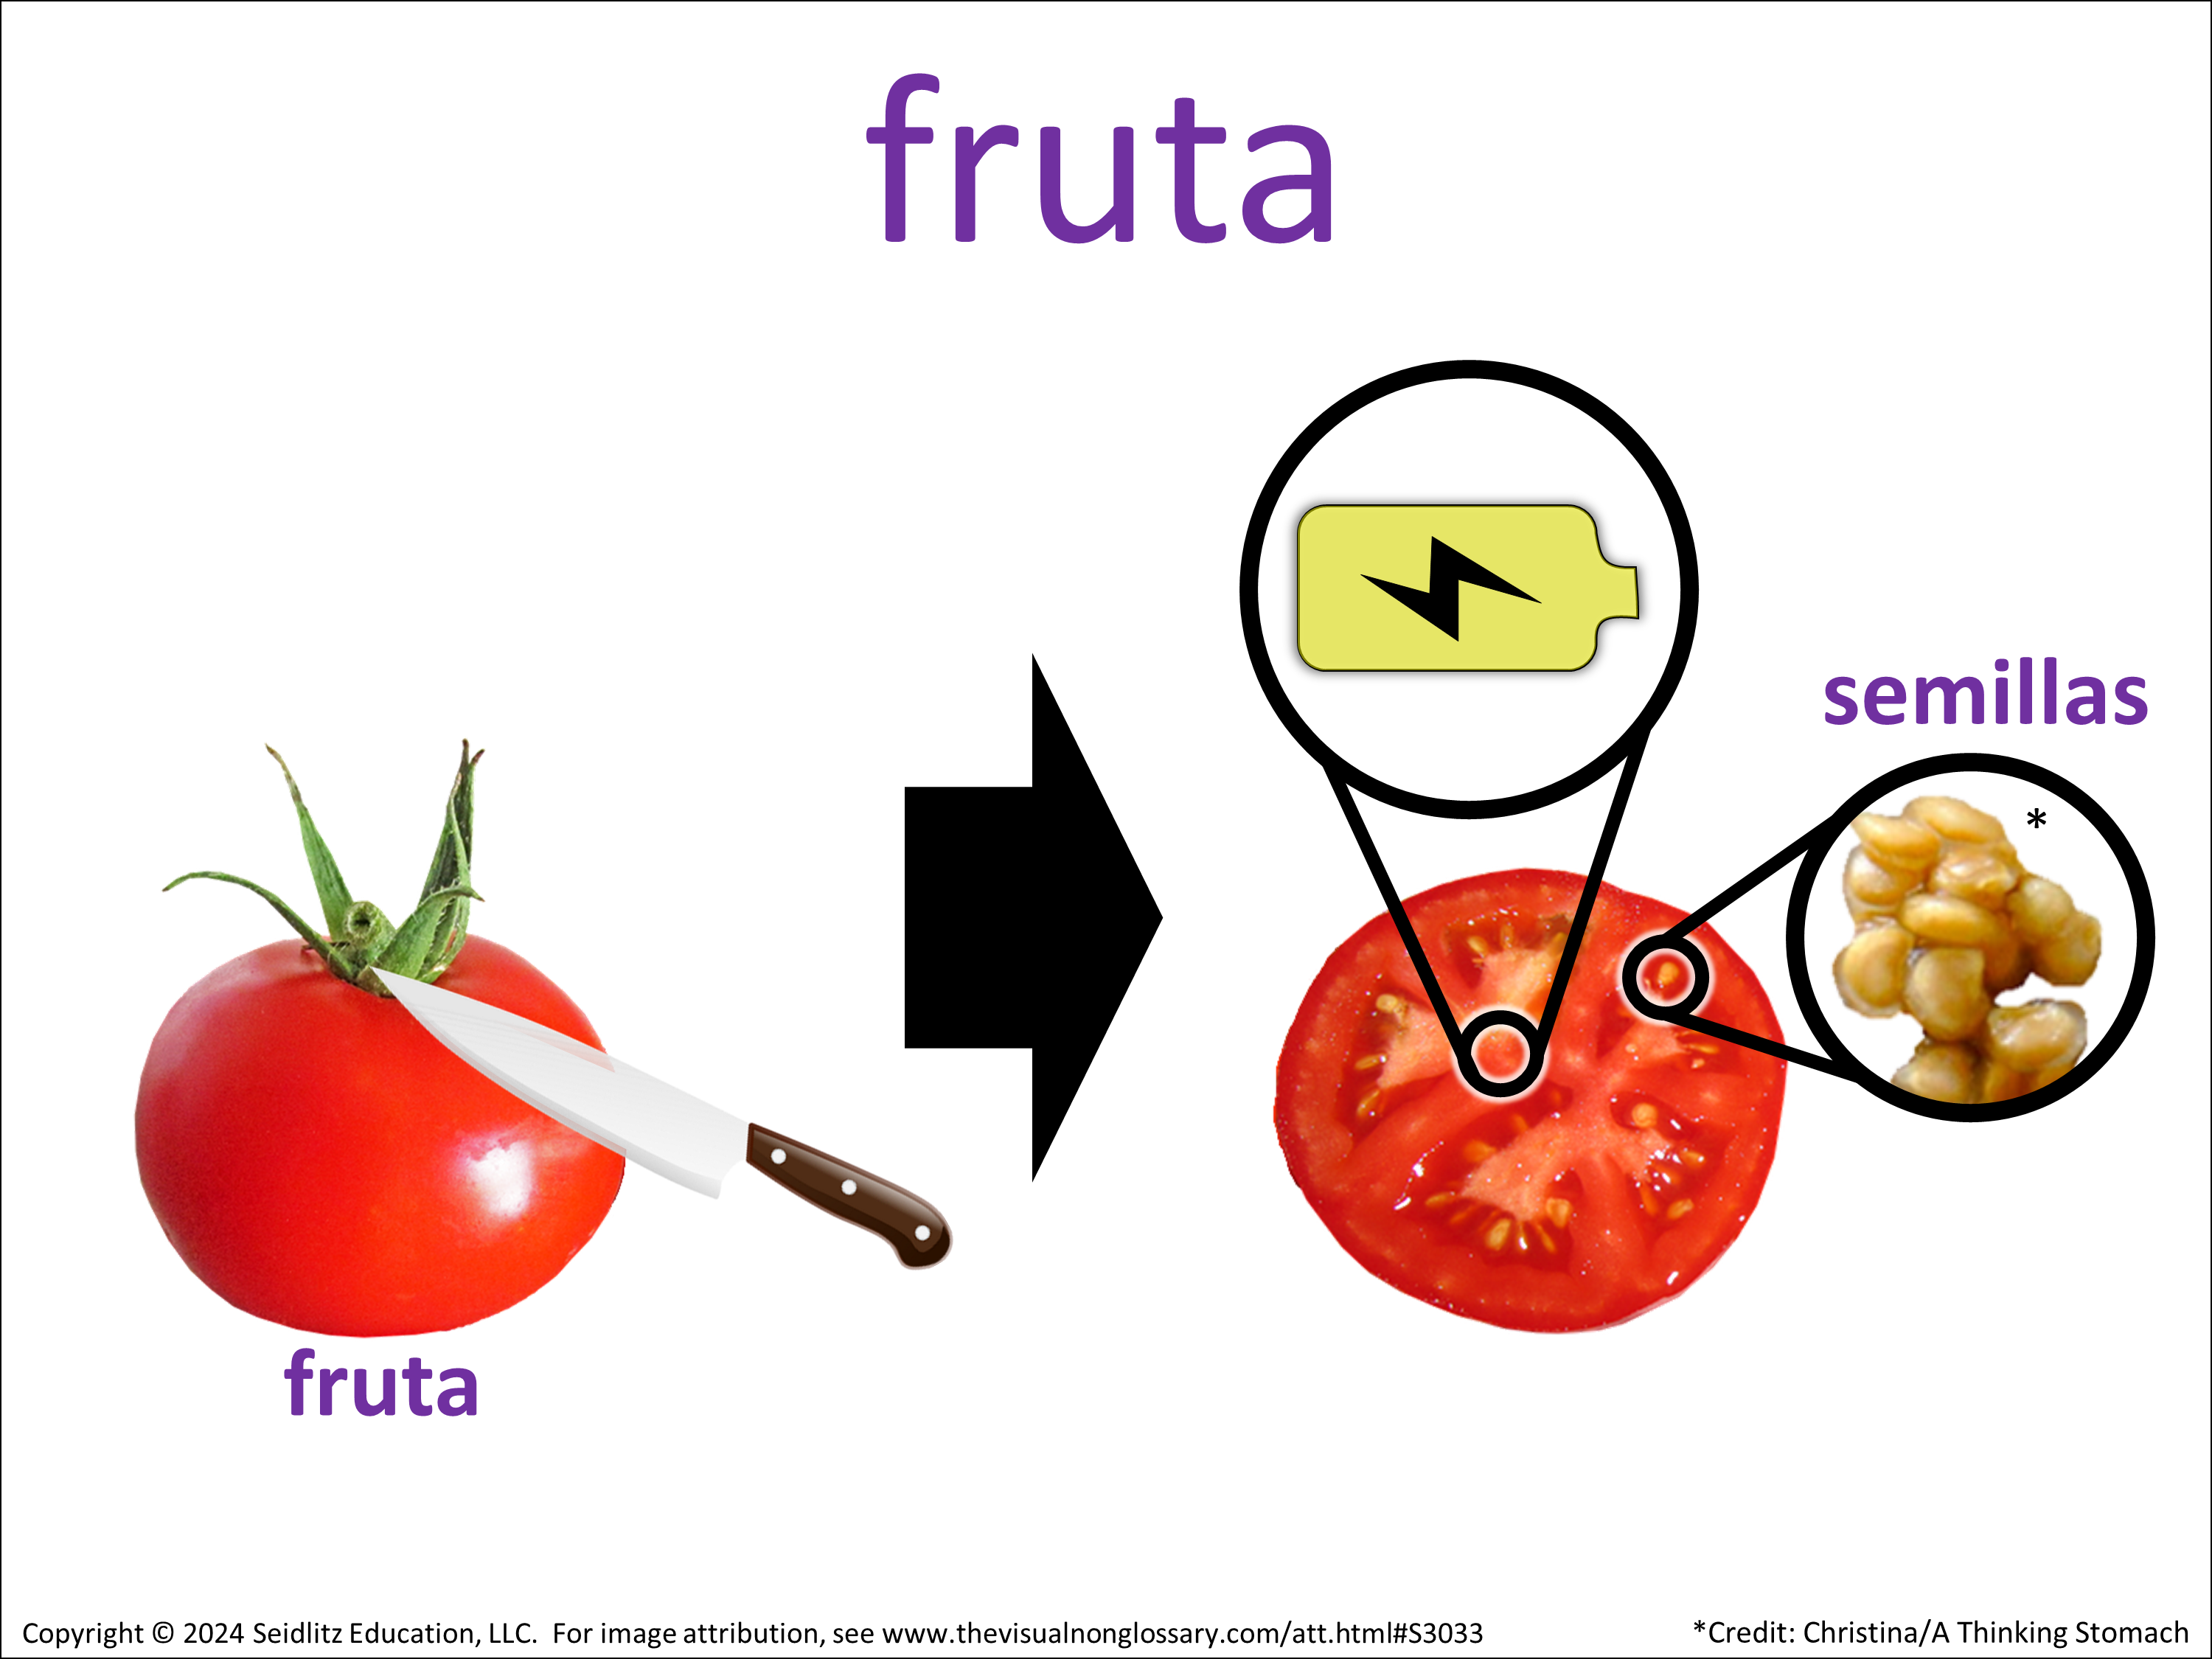 fruta
semillas
*
fruta
Copyright © 2024 Seidlitz Education, LLC.  For image attribution, see www.thevisualnonglossary.com/att.html#S3033
*Credit: Christina/A Thinking Stomach